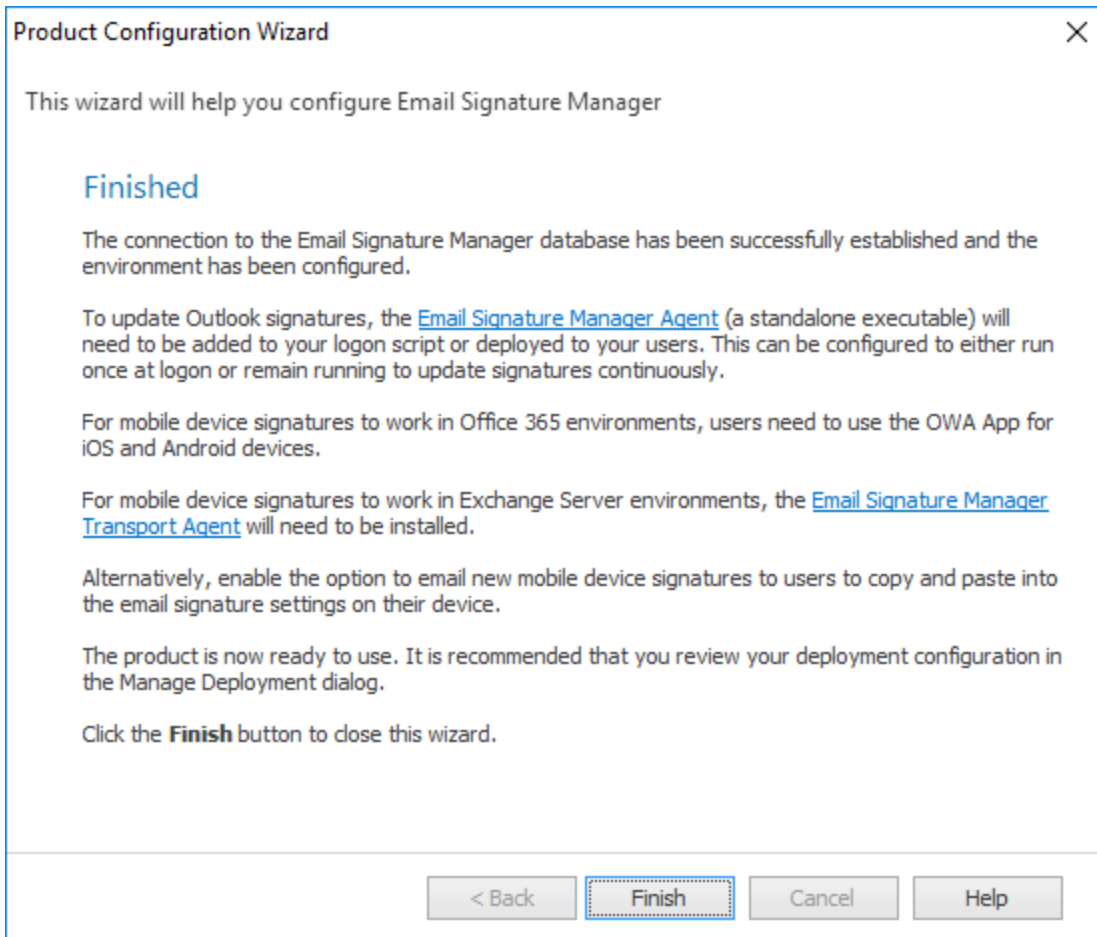 Product Configuration Wizard
This wizard will help you configure Email Signature Manager
Finished
The connection to the Email Signature Manager database has been successfully established and the
environment has been configured.
To update Outlook signatures, the Email Signature Manager Agent (a standalone executable) will
need to be added to your logon script or deployed to your users. This can be configured to either run
once at logon or remain running to update signatures continuously.
For mobile device signatures to work in Office 365 environments, users need to use the OWA App for
iOS and Android devices.
For mobile device signatures to work in Exchange Server environments, the Email Signature Manager
Transport Agent will need to be installed.
Alternatively, enable the option to email new mobile device signatures to users to copy and paste into
the email signature settings on their device.
The product is now ready to use. It is recommended that you review your deployment configuration in
the Manage Deployment dialog.
Click the Finish button to close this wizard.
< Back Finish Cancel Help